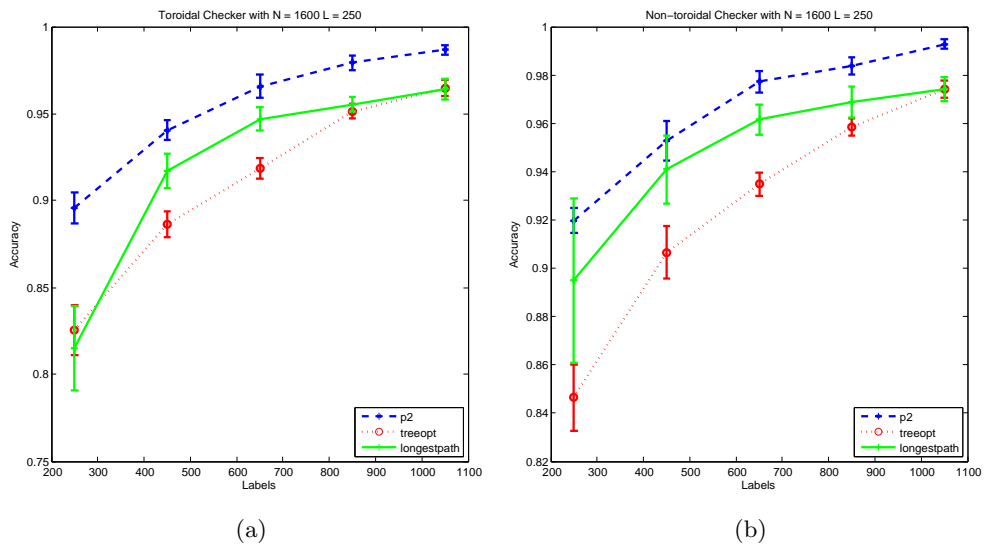 Toroidal Checker with N = 1600 L = 250
1
0.95
0.9
0.85
0.8
0.75
Accuracy
200 300 400 500 600 700 800 900 1000 1100
Labels
p2
treeopt
longestpath
(a)
Non-toroidal Checker with N = 1600 L = 250
1
0.98
0.96
0.94
0.92
0.9
0.88
0.86
0.84
0.82
Accuracy
200 300 400 500 600 700 800 900 1000 1100
Labels
p2
treeopt
longestpath
(b)